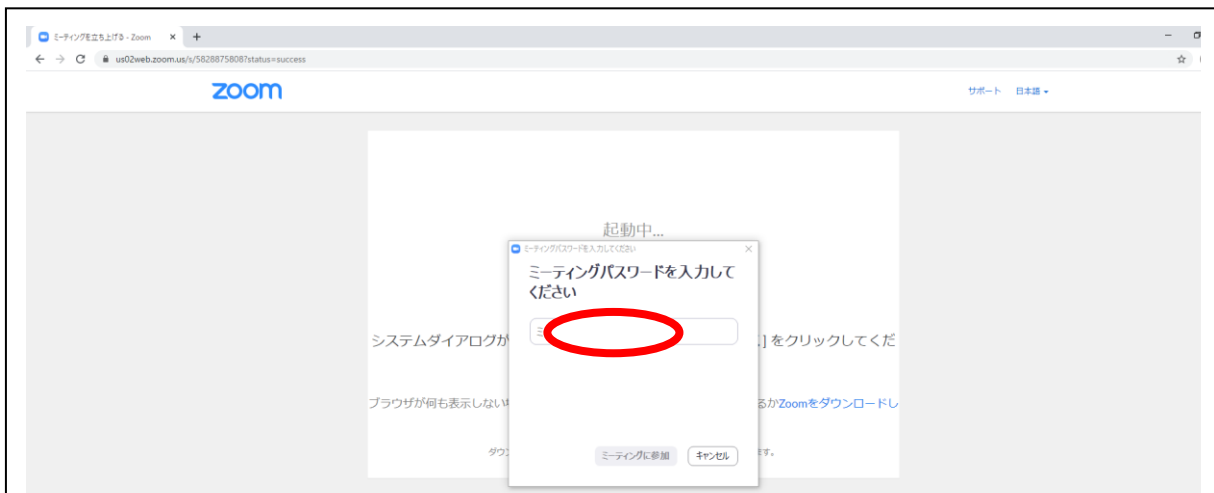 ミーティングを立ち上げる - Zoom
us02web.zoom.us/s/5828875808?status=success
zoom
サポート 日本語
起動中...
ミーティングパスワードを入力してください
ミーティングパスワードを入力して
ください
システムダイアログが
] をクリックしてくだ
ブラウザが何も表示しない
るかZoomをダウンロードし
ダウン
ます。
ミーティングに参加 キャンセル